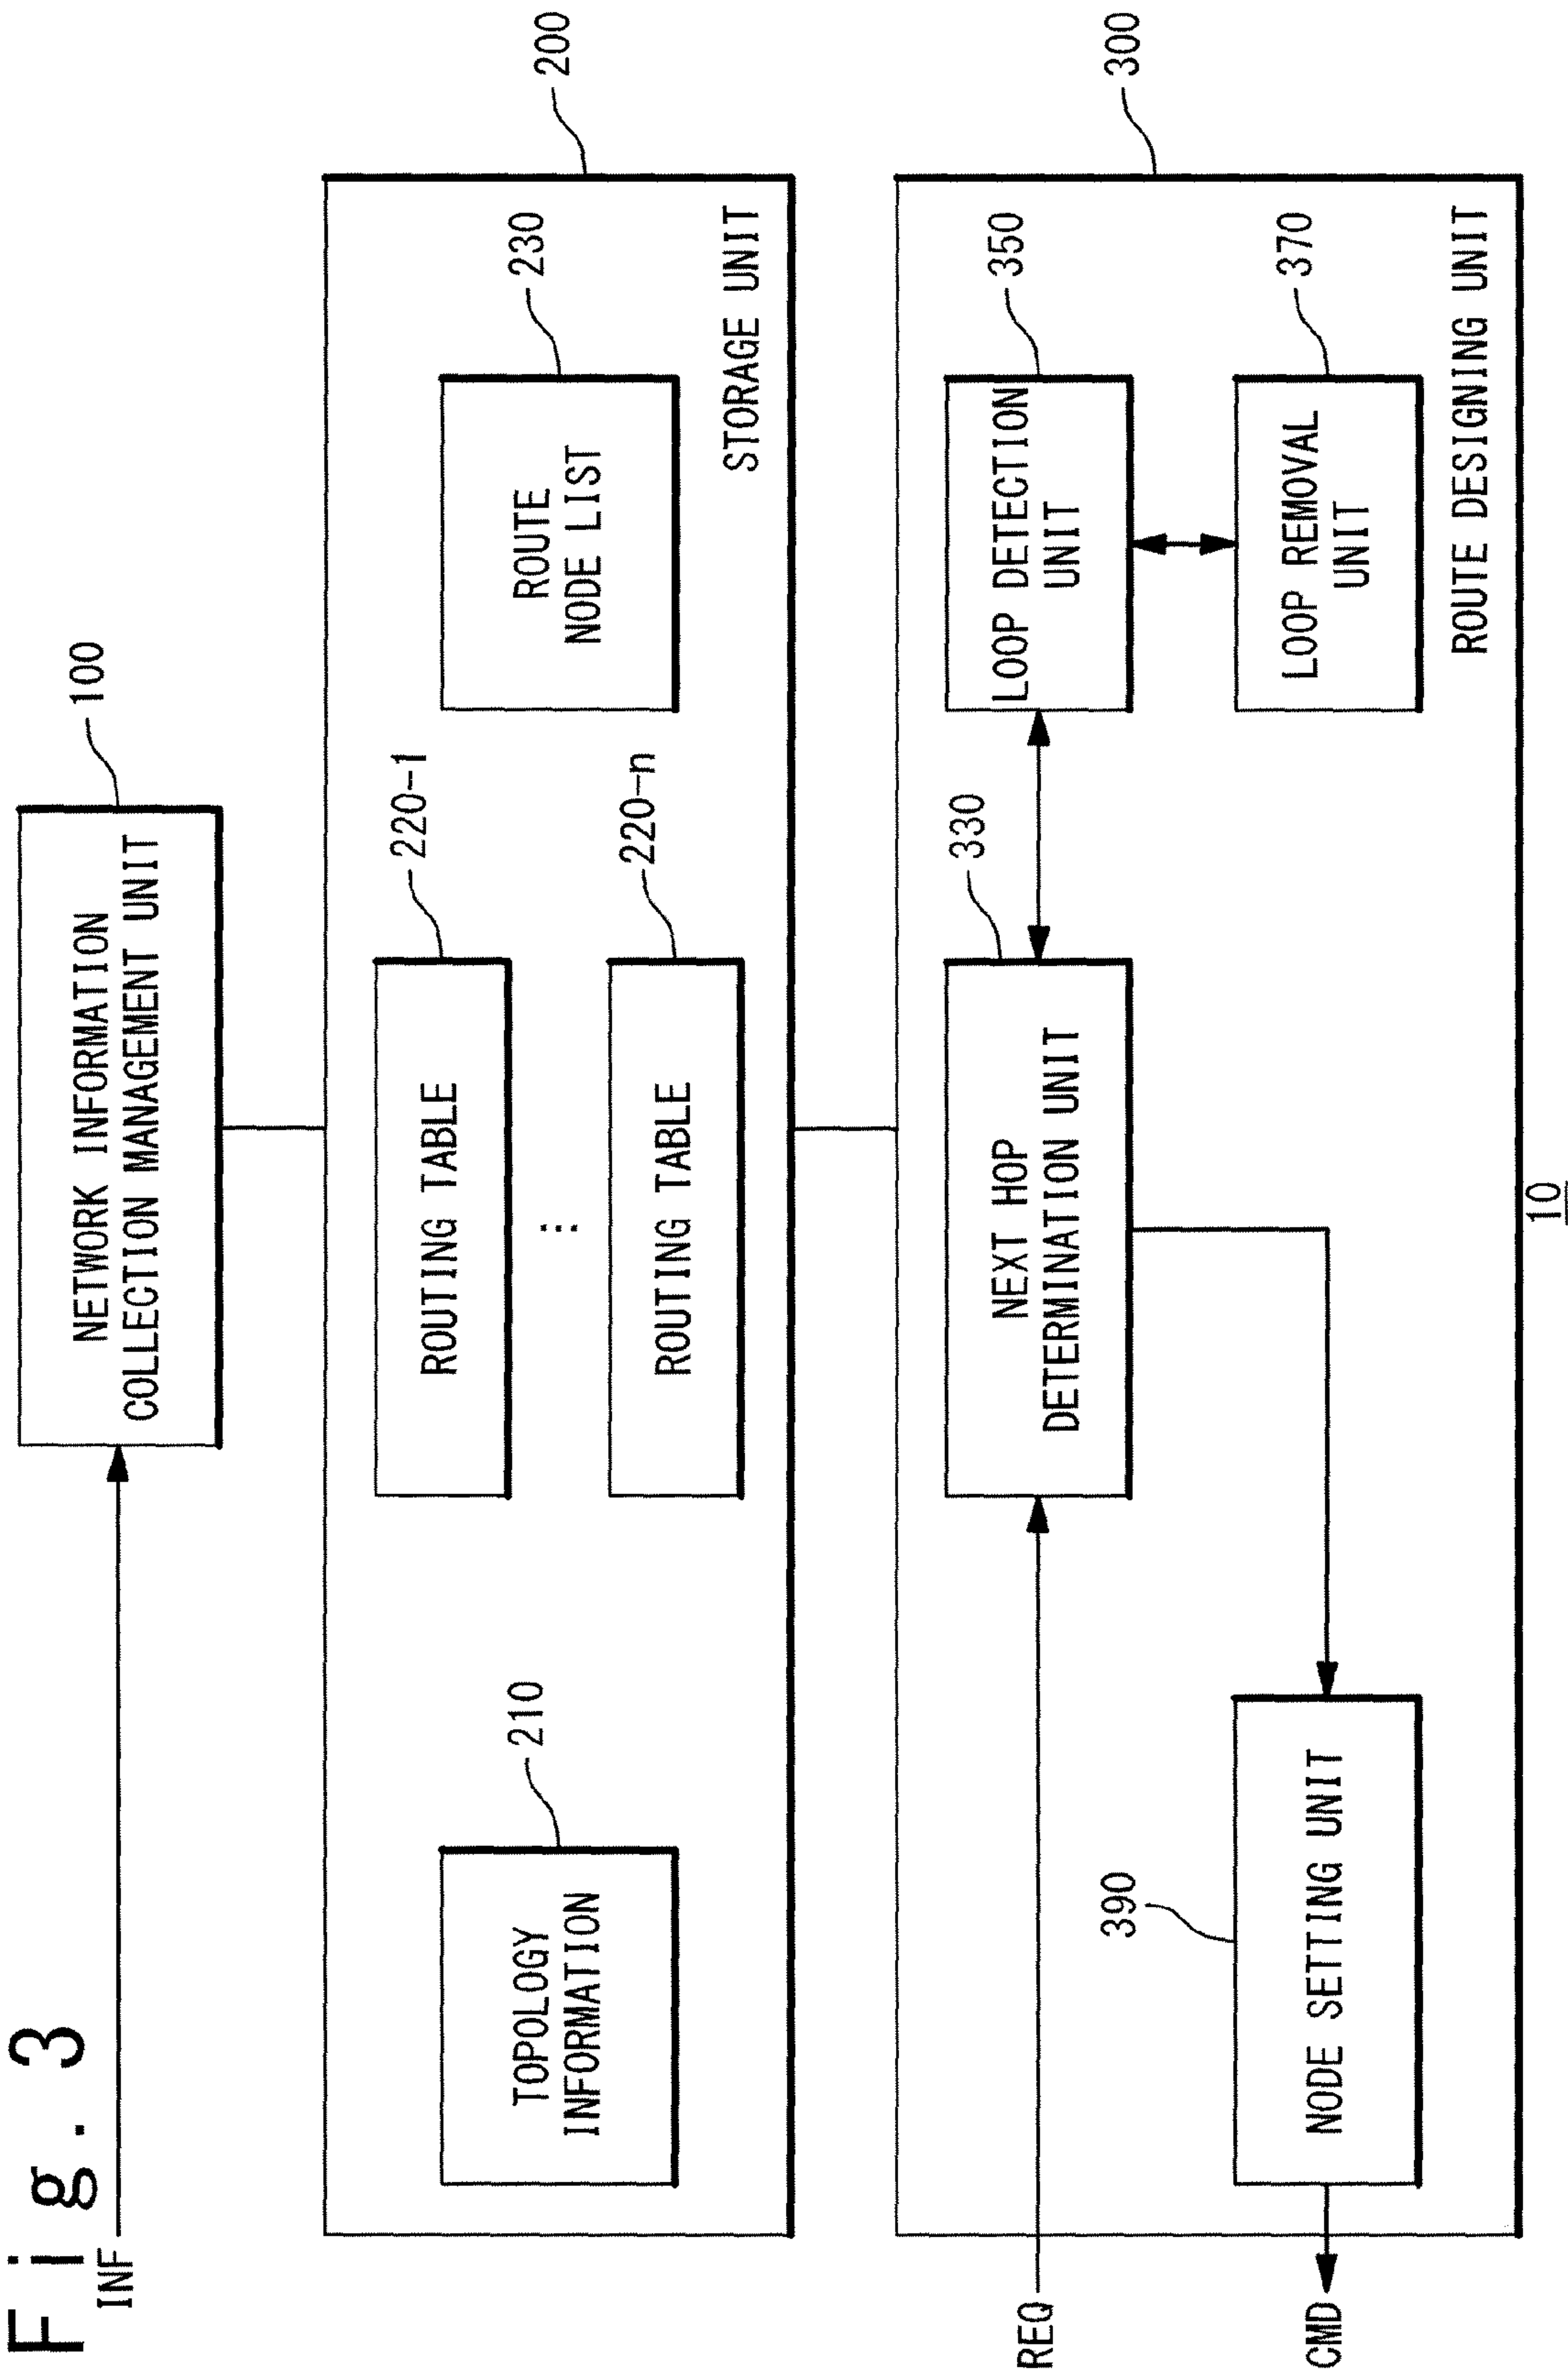 Fig. 3
INF
NETWORK INFORMATION
COLLECTION MANAGEMENT UNIT
100
200
TOPOLOGY
INFORMATION
210
ROUTING TABLE
220-1
⋮
ROUTING TABLE
220-n
ROUTE
NODE LIST
230
STORAGE UNIT
300
REQ
NEXT HOP
DETERMINATION UNIT
330
LOOP DETECTION
UNIT
350
LOOP REMOVAL
UNIT
370
390
NODE SETTING UNIT
CMD
ROUTE DESIGNING UNIT
10